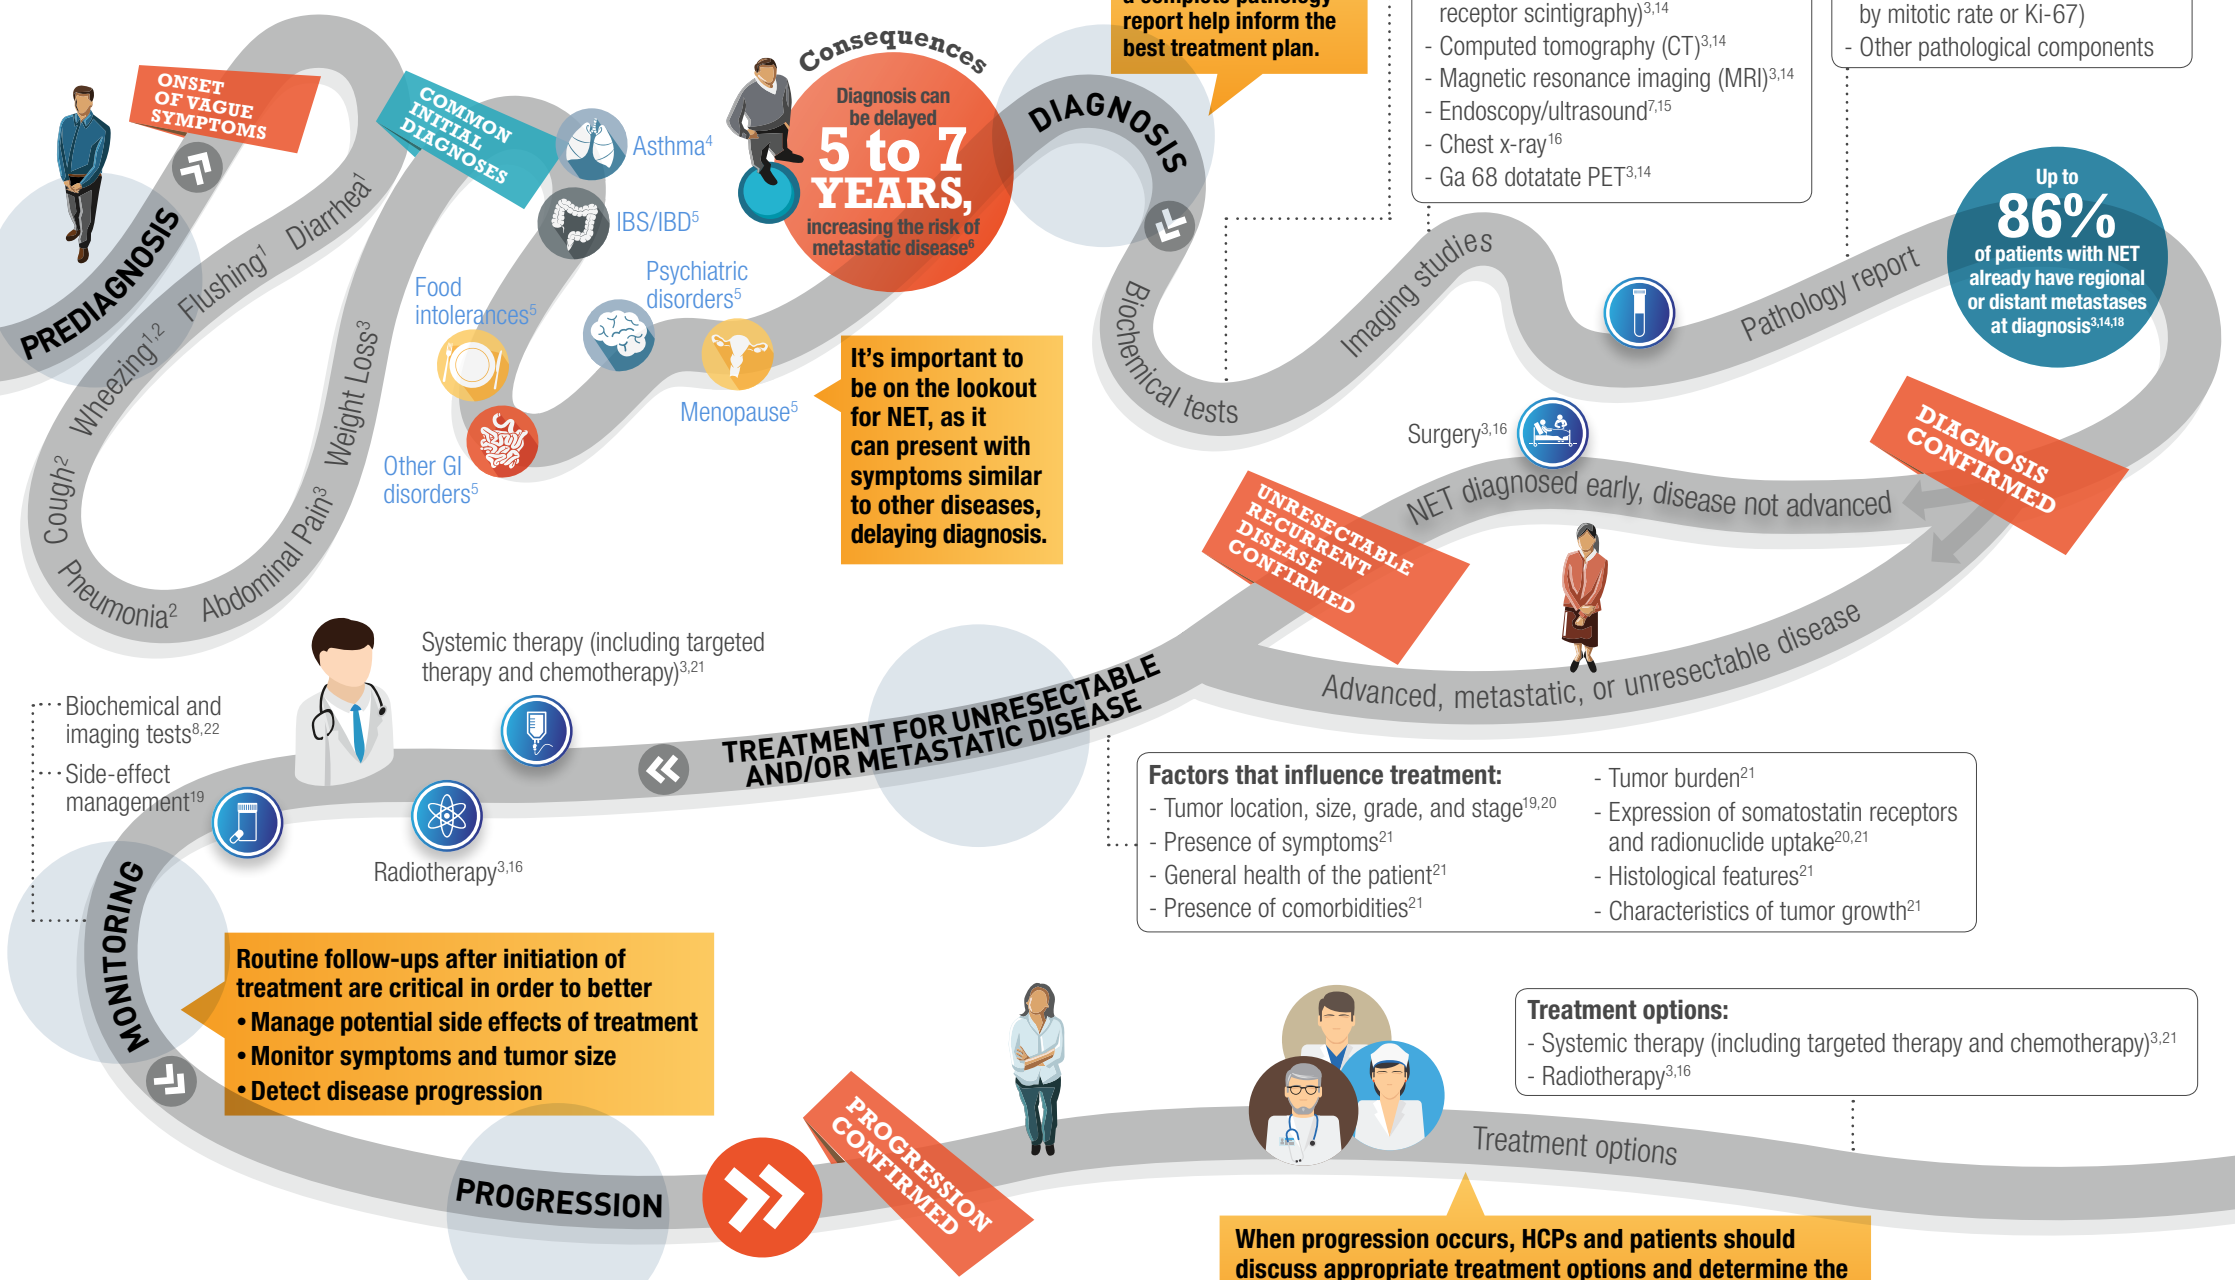 PREDIAGNOSIS
ONSET
OF VAGUE
SYMPTOMS
Diarrhea1
Flushing1
Wheezing1,2
Cough2
Pneumonia2
Abdominal Pain3
Weight Loss3
COMMON
INITIAL
DIAGNOSES
Asthma4
IBS/IBD5
Food
intolerances5
Other GI
disorders5
Psychiatric
disorders5
Menopause5
Consequences
Diagnosis can
be delayed
5 to 7
YEARS,
increasing the risk of
metastatic disease6
It’s important to
be on the lookout
for NET, as it
can present with
symptoms similar
to other diseases,
delaying diagnosis.
DIAGNOSIS
a complete pathology
report help inform the
best treatment plan.
Biochemical tests
receptor scintigraphy)3,14
- Computed tomography (CT)3,14
- Magnetic resonance imaging (MRI)3,14
- Endoscopy/ultrasound7,15
- Chest x-ray16
- Ga 68 dotatate PET3,14
Imaging studies
by mitotic rate or Ki-67)
- Other pathological components
Pathology report
Up to
86%
of patients with NET
already have regional
or distant metastases
at diagnosis3,14,18
DIAGNOSIS
CONFIRMED
NET diagnosed early, disease not advanced
Surgery3,16
UNRESECTABLE
RECURRENT
DISEASE
CONFIRMED
Advanced, metastatic, or unresectable disease
TREATMENT FOR UNRESECTABLE
AND/OR METASTATIC DISEASE
Factors that influence treatment:
- Tumor location, size, grade, and stage19,20
- Presence of symptoms21
- General health of the patient21
- Presence of comorbidities21
- Tumor burden21
- Expression of somatostatin receptors
and radionuclide uptake20,21
- Histological features21
- Characteristics of tumor growth21
Systemic therapy (including targeted
therapy and chemotherapy)3,21
Radiotherapy3,16
Biochemical and
imaging tests8,22
Side-effect
management19
MONITORING
Routine follow-ups after initiation of
treatment are critical in order to better
• Manage potential side effects of treatment
• Monitor symptoms and tumor size
• Detect disease progression
PROGRESSION
PROGRESSION
CONFIRMED
Treatment options
Treatment options:
- Systemic therapy (including targeted therapy and chemotherapy)3,21
- Radiotherapy3,16
When progression occurs, HCPs and patients should
discuss appropriate treatment options and determine the